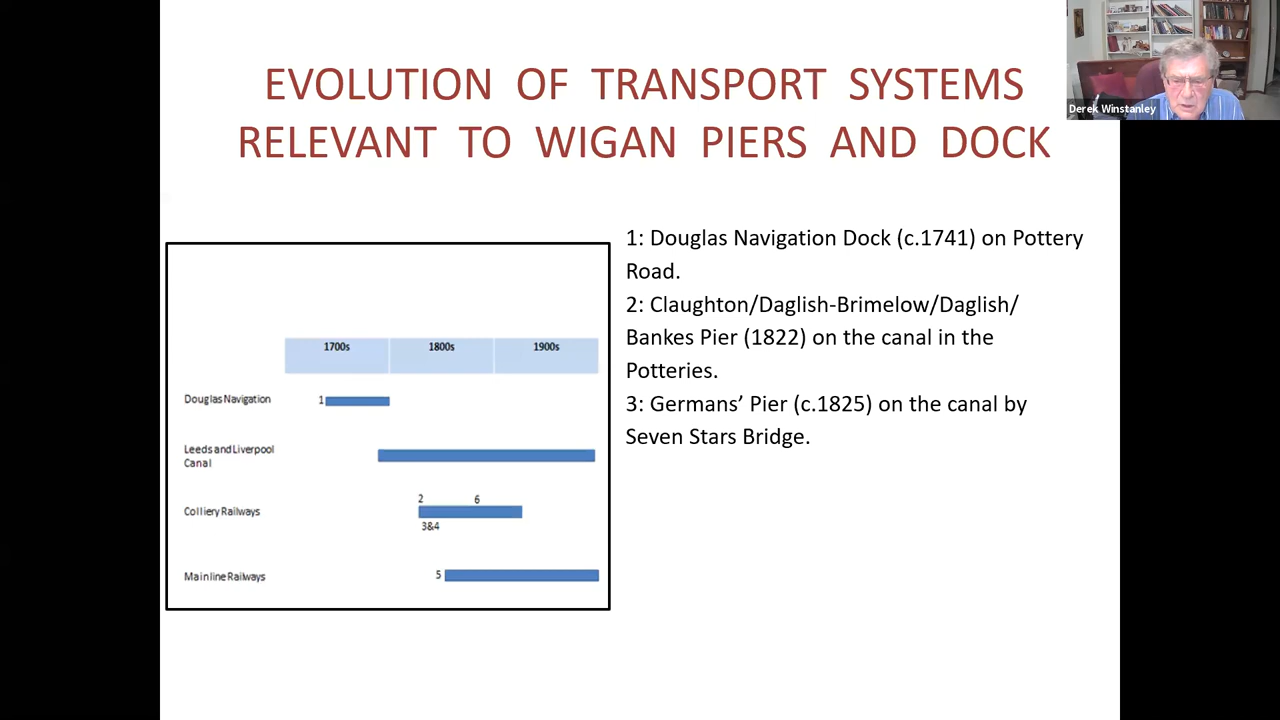 Derek Winstanley
EVOLUTION OF TRANSPORT SYSTEMS
RELEVANT TO WIGAN PIERS AND DOCK
1700s 1800s 1900s
Douglas Navigation 1
Leeds and Liverpool
Canal
2 6
Colliery Railways
3&4
Mainline Railways 5
1: Douglas Navigation Dock (c.1741) on Pottery
Road.
2: Claughton/Daglish-Brimelow/Daglish/
Bankes Pier (1822) on the canal in the
Potteries.
3: Germans’ Pier (c.1825) on the canal by
Seven Stars Bridge.